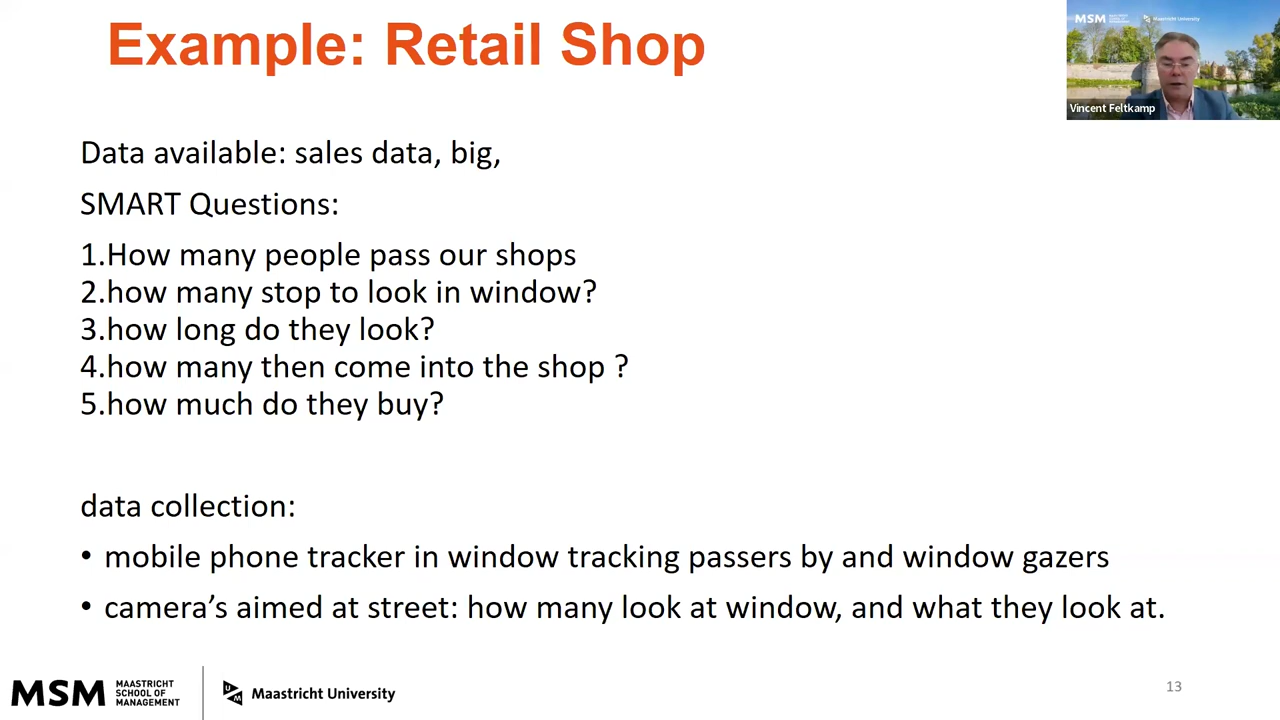 Example: Retail Shop
MSM
Maastricht University
Vincent Feltkamp
Data available: sales data, big,
SMART Questions:
1.How many people pass our shops
2.how many stop to look in window?
3.how long do they look?
4.how many then come into the shop ?
5.how much do they buy?
data collection:
• mobile phone tracker in window tracking passers by and window gazers
• camera’s aimed at street: how many look at window, and what they look at.
MSM
MAASTRICHT
SCHOOL OF
MANAGEMENT
UM
Maastricht University
13